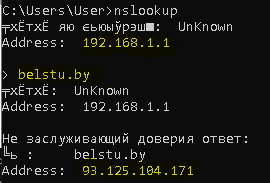 C:\Users\User>nslookup
╤хЁтхЁ яю єьюыўрэш■:  UnKnown
Address:  192.168.1.1

> belstu.by
╤хЁтхЁ:  UnKnown
Address:  192.168.1.1

Не заслуживающий доверия ответ:
╚ь :     belstu.by
Address:  93.125.104.171